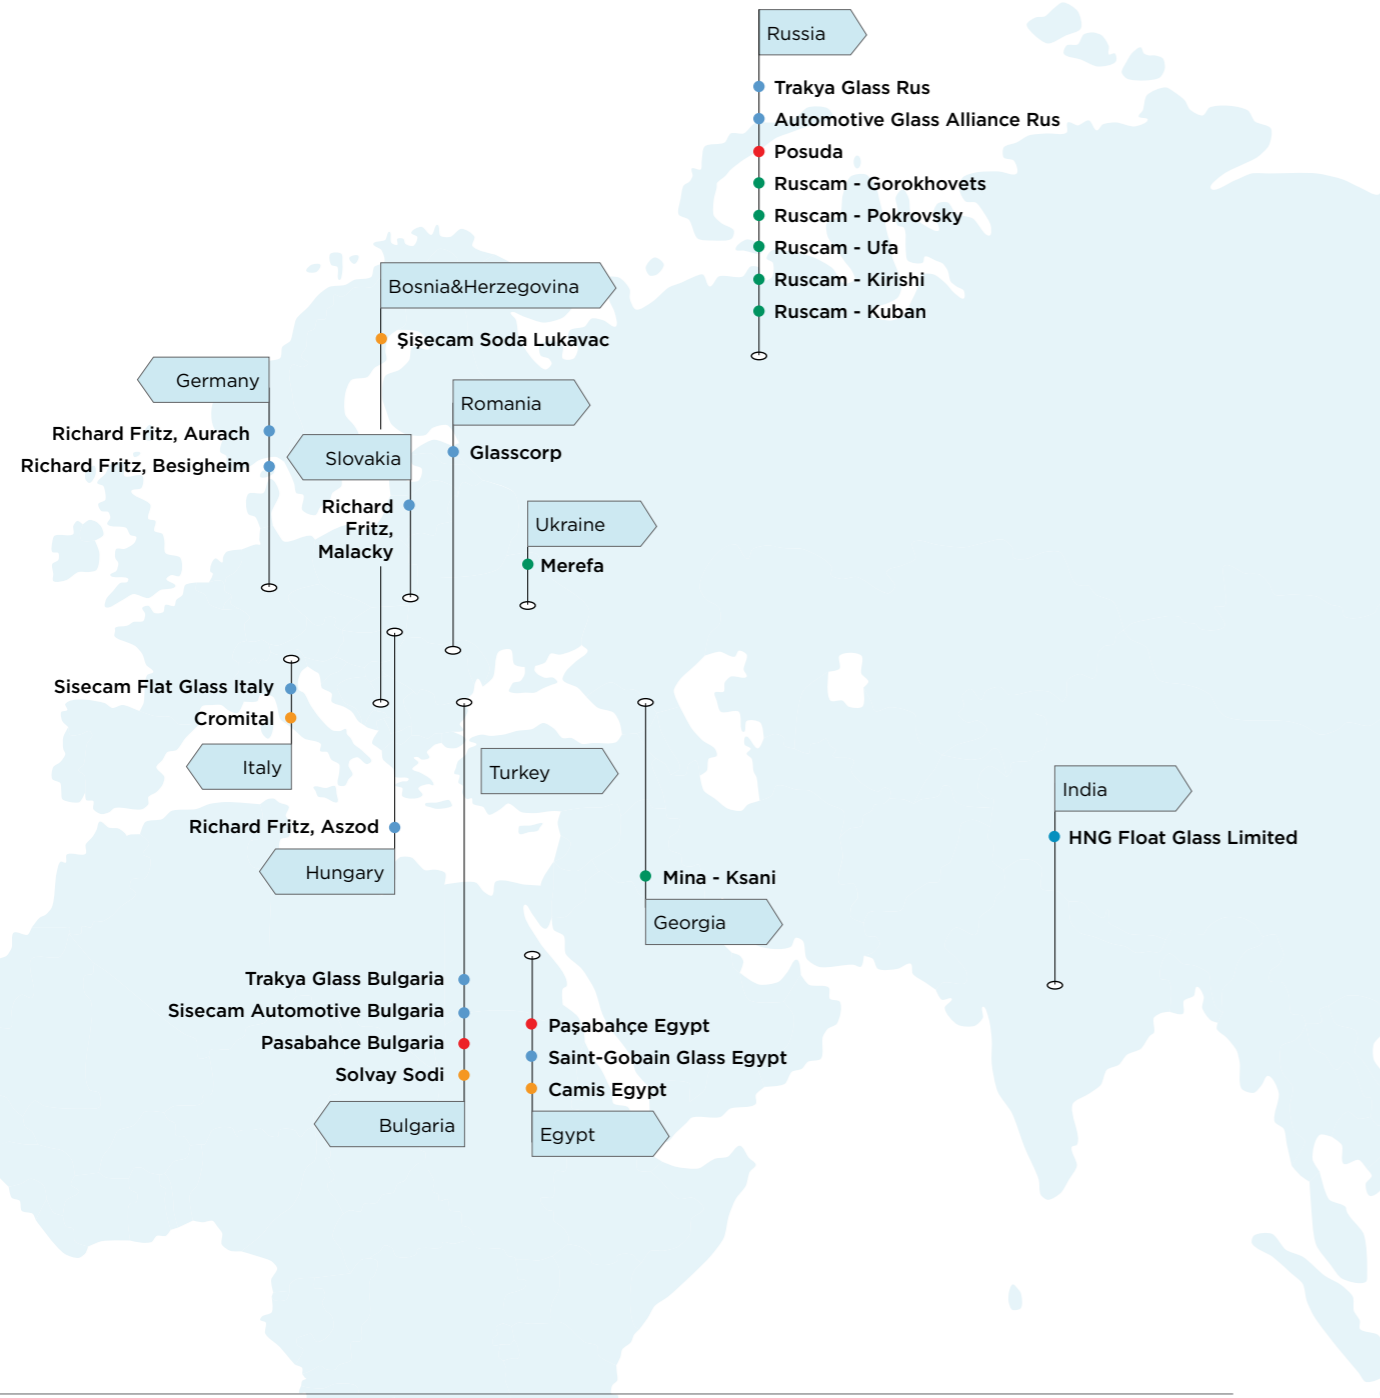 Russia
Trakya Glass Rus
Automotive Glass Alliance Rus
Posuda
Ruscam - Gorokhovets
Ruscam - Pokrovsky
Ruscam - Ufa
Ruscam - Kirishi
Ruscam - Kuban
Bosnia&Herzegovina
Şişecam Soda Lukavac
Germany
Richard Fritz, Aurach
Richard Fritz, Besigheim
Romania
Glasscorp
Slovakia
Richard
Fritz,
Malacky
Ukraine
Merefa
Sisecam Flat Glass Italy
Cromital
Italy
Turkey
India
HNG Float Glass Limited
Richard Fritz, Aszod
Hungary
Mina - Ksani
Georgia
Trakya Glass Bulgaria
Sisecam Automotive Bulgaria
Pasabahce Bulgaria
Solvay Sodi
Bulgaria
Paşabahçe Egypt
Saint-Gobain Glass Egypt
Camis Egypt
Egypt